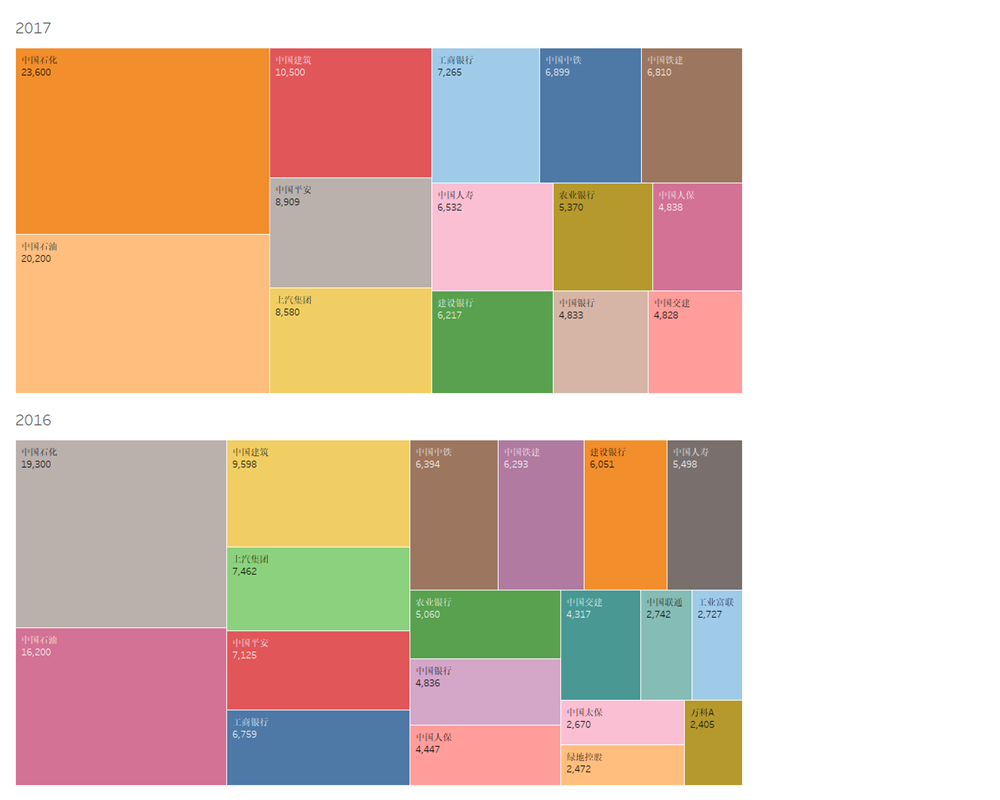 2017
中国石化
23,600
中国石油
20,200
中国建筑
10,500
中国平安
8,909
上汽集团
8,580
工商银行
7,265
中国中铁
6,899
中国铁建
6,810
中国人寿
6,532
农业银行
5,370
中国人保
4,838
建设银行
6,217
中国银行
4,833
中国交建
4,828
2016
中国石化
19,300
中国石油
16,200
中国建筑
9,598
上汽集团
7,462
中国平安
7,125
工商银行
6,759
中国中铁
6,394
中国铁建
6,293
建设银行
6,051
中国人寿
5,498
农业银行
5,060
中国银行
4,836
中国人保
4,447
中国交建
4,317
中国联通
2,742
工业富联
2,727
中国太保
2,670
绿地控股
2,472
万科A
2,405